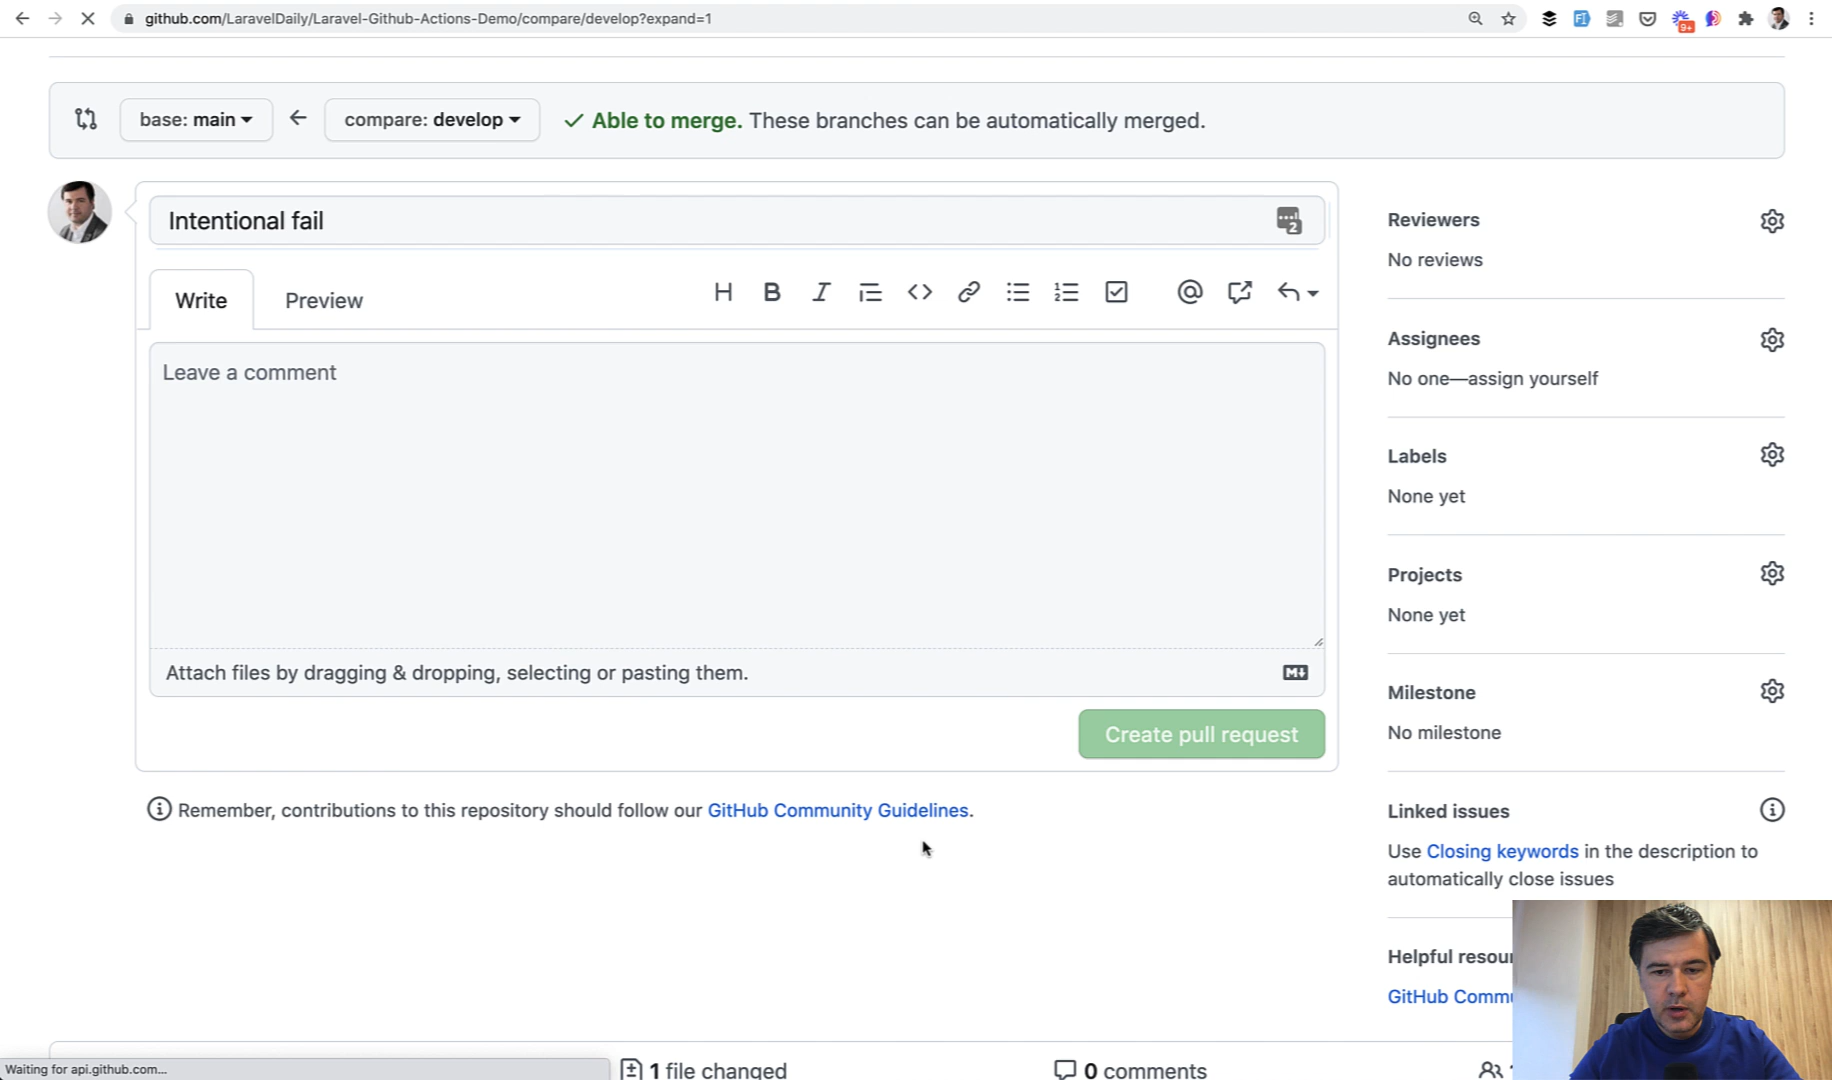 github.com/LaravelDaily/Laravel-Github-Actions-Demo/compare/develop?expand=1
9+
base: main
compare: develop
Able to merge. These branches can be automatically merged.
Intentional fail
2
Write
Preview
Leave a comment
Attach files by dragging & dropping, selecting or pasting them.
Create pull request
Remember, contributions to this repository should follow our GitHub Community Guidelines.
Reviewers
No reviews
Assignees
No one—assign yourself
Labels
None yet
Projects
None yet
Milestone
No milestone
Linked issues
Use Closing keywords in the description to
automatically close issues
Helpful
GitHub
1 file changed
0 comments
Waiting for api.github.com...